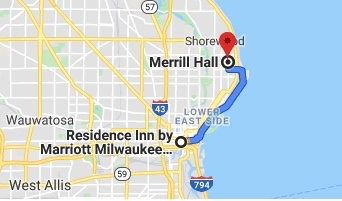 57
Shorewood
Merrill Hall
43
LOWER
EAST SIDE
Wauwatosa
Residence Inn by
Marriott Milwaukee...
59
West Allis
794